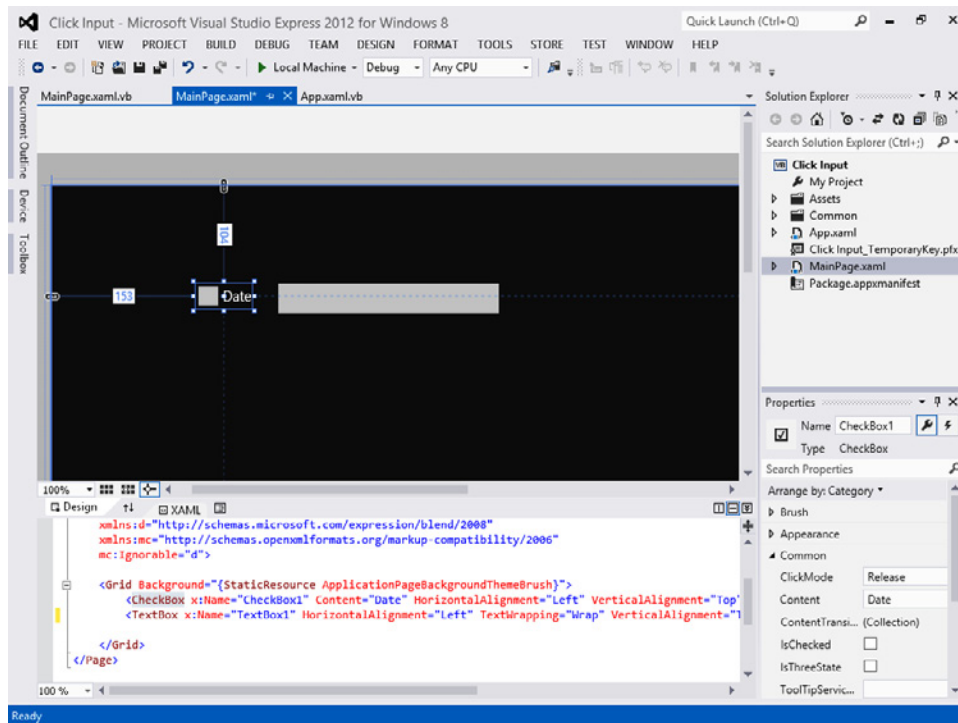 Click Input - Microsoft Visual Studio Express 2012 for Windows 8
Quick Launch (Ctrl+Q)
FILE EDIT VIEW PROJECT BUILD DEBUG TEAM DESIGN FORMAT TOOLS STORE TEST WINDOW HELP
Local Machine Debug Any CPU
Document Outline
Device
Toolbox
MainPage.xaml.vb MainPage.xaml* App.xaml.vb
104
153
Date
100%
Design XAML
xmlns:d="http://schemas.microsoft.com/expression/blend/2008"
xmlns:mc="http://schemas.openxmlformats.org/markup-compatibility/2006"
mc:Ignorable="d">
<Grid Background="{StaticResource ApplicationPageBackgroundThemeBrush}">
<CheckBox x:Name="CheckBox1" Content="Date" HorizontalAlignment="Left" VerticalAlignment="Top"
<TextBox x:Name="TextBox1" HorizontalAlignment="Left" TextWrapping="Wrap" VerticalAlignment="T
</Grid>
</Page>
100 %
Solution Explorer
Search Solution Explorer (Ctrl+;)
VB Click Input
My Project
Assets
Common
App.xaml
Click Input_TemporaryKey.pfx
MainPage.xaml
Package.appxmanifest
Properties
Name CheckBox1
Type CheckBox
Search Properties
Arrange by: Category
Brush
Appearance
Common
ClickMode Release
Content Date
ContentTransi... (Collection)
IsChecked
IsThreeState
ToolTipServic...
Ready